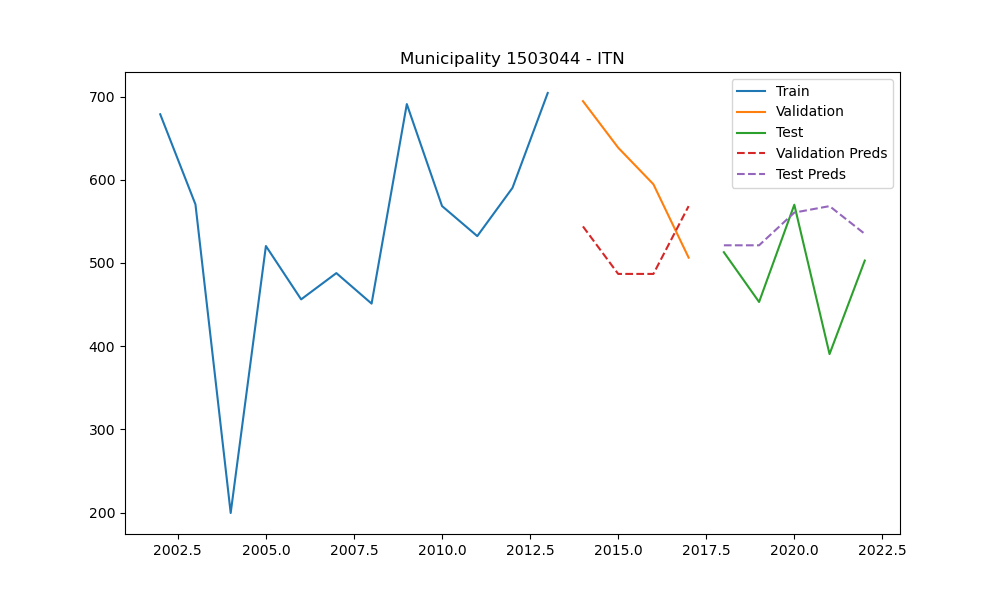 Municipality 1503044 - ITN
Train
Validation
Test
Validation Preds
Test Preds
700
600
500
400
300
200
2002.5 2005.0 2007.5 2010.0 2012.5 2015.0 2017.5 2020.0 2022.5